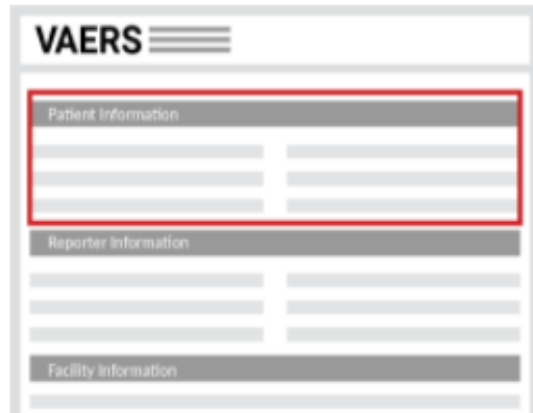 VAERS
Patient Information
Reporter Information
Facility Information